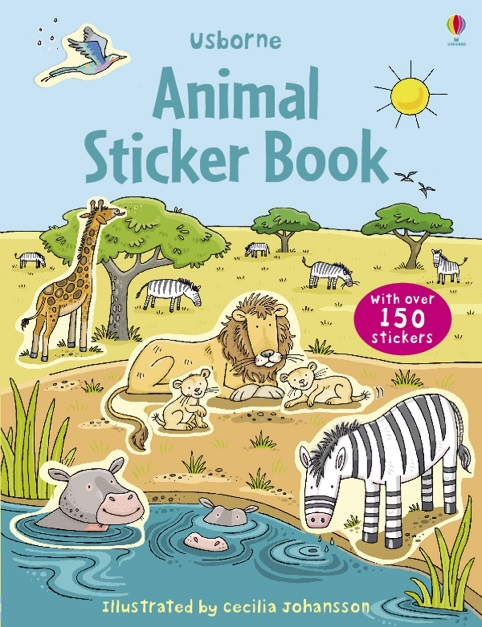 Usborne
Animal
Sticker Book
With over
150
stickers
Illustrated by Cecilia Johansson